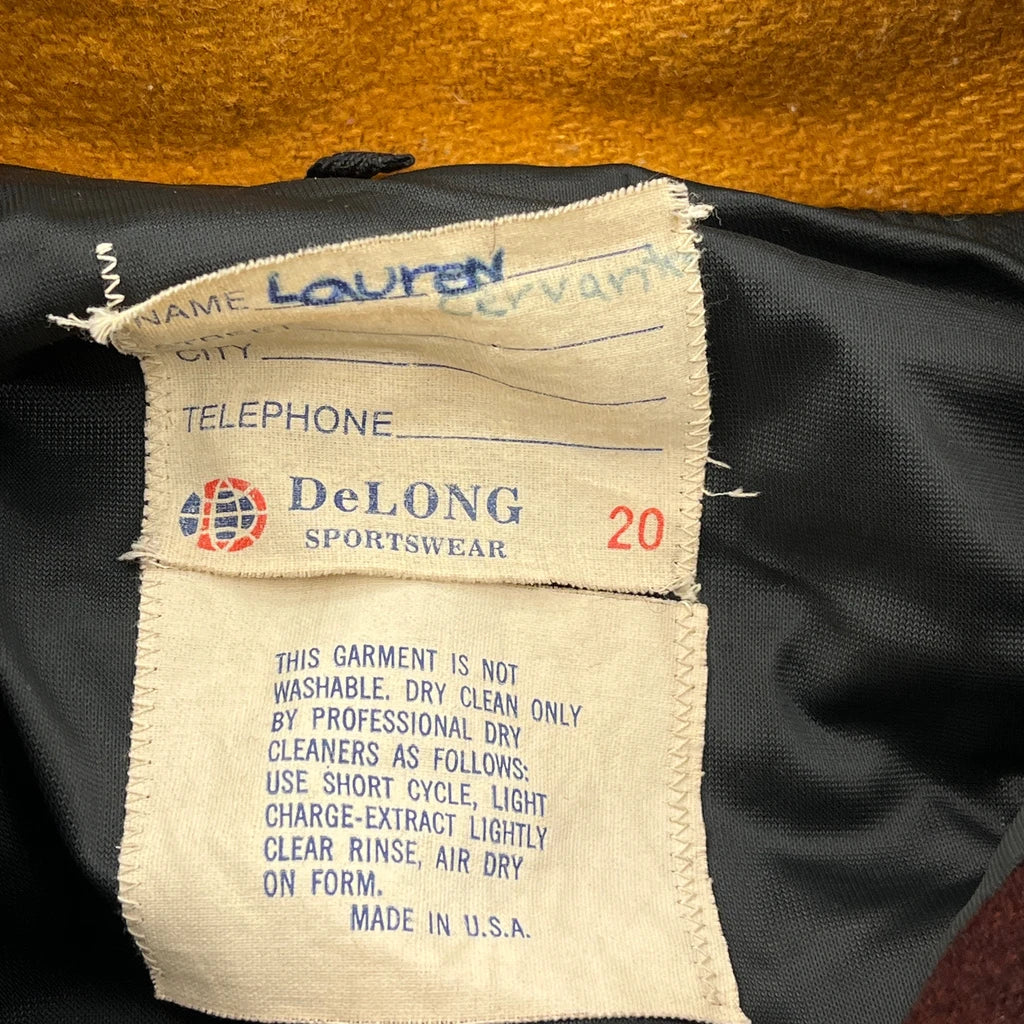 NAME Lauren
CITY
TELEPHONE
DeLONG
SPORTSWEAR
20
THIS GARMENT IS NOT
WASHABLE. DRY CLEAN ONLY
BY PROFESSIONAL DRY
CLEANERS AS FOLLOWS:
USE SHORT CYCLE, LIGHT
CHARGE-EXTRACT LIGHTLY
CLEAR RINSE, AIR DRY
ON FORM.
MADE IN U.S.A.